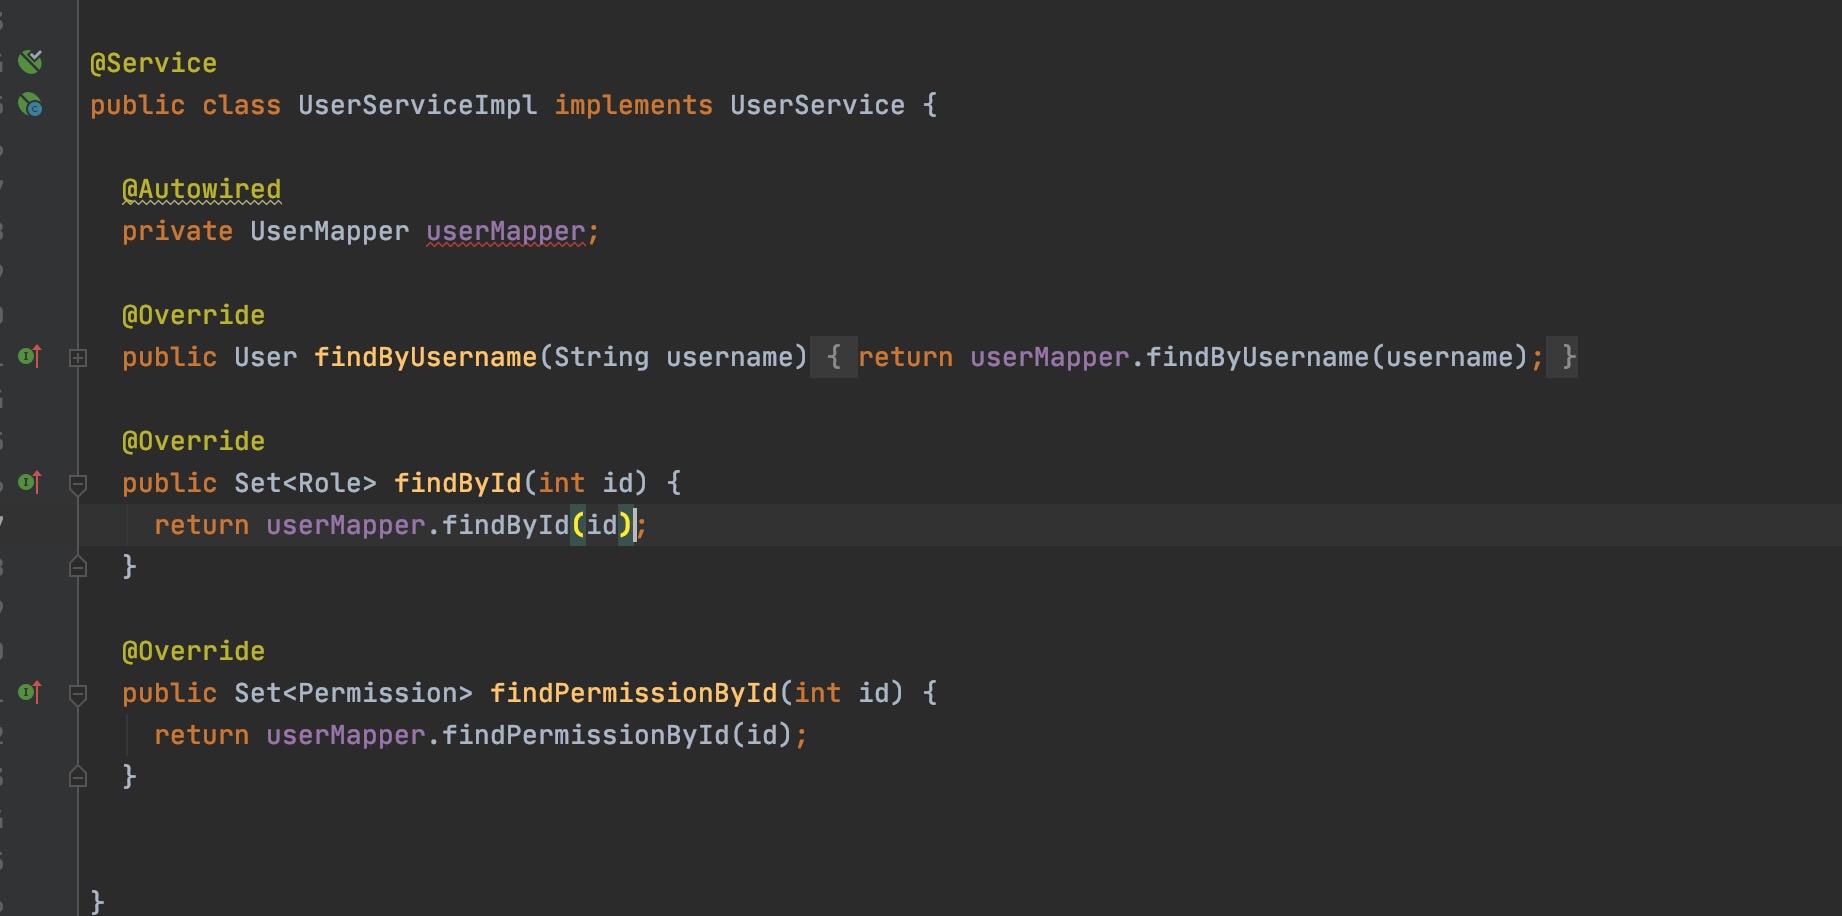 @Service
public class UserServiceImpl implements UserService {
@Autowired
private UserMapper userMapper;
@Override
public User findByUsername(String username) { return userMapper.findByUsername(username); }
@Override
public Set<Role> findById(int id) {
return userMapper.findById(id);
}
@Override
public Set<Permission> findPermissionById(int id) {
return userMapper.findPermissionById(id);
}
}